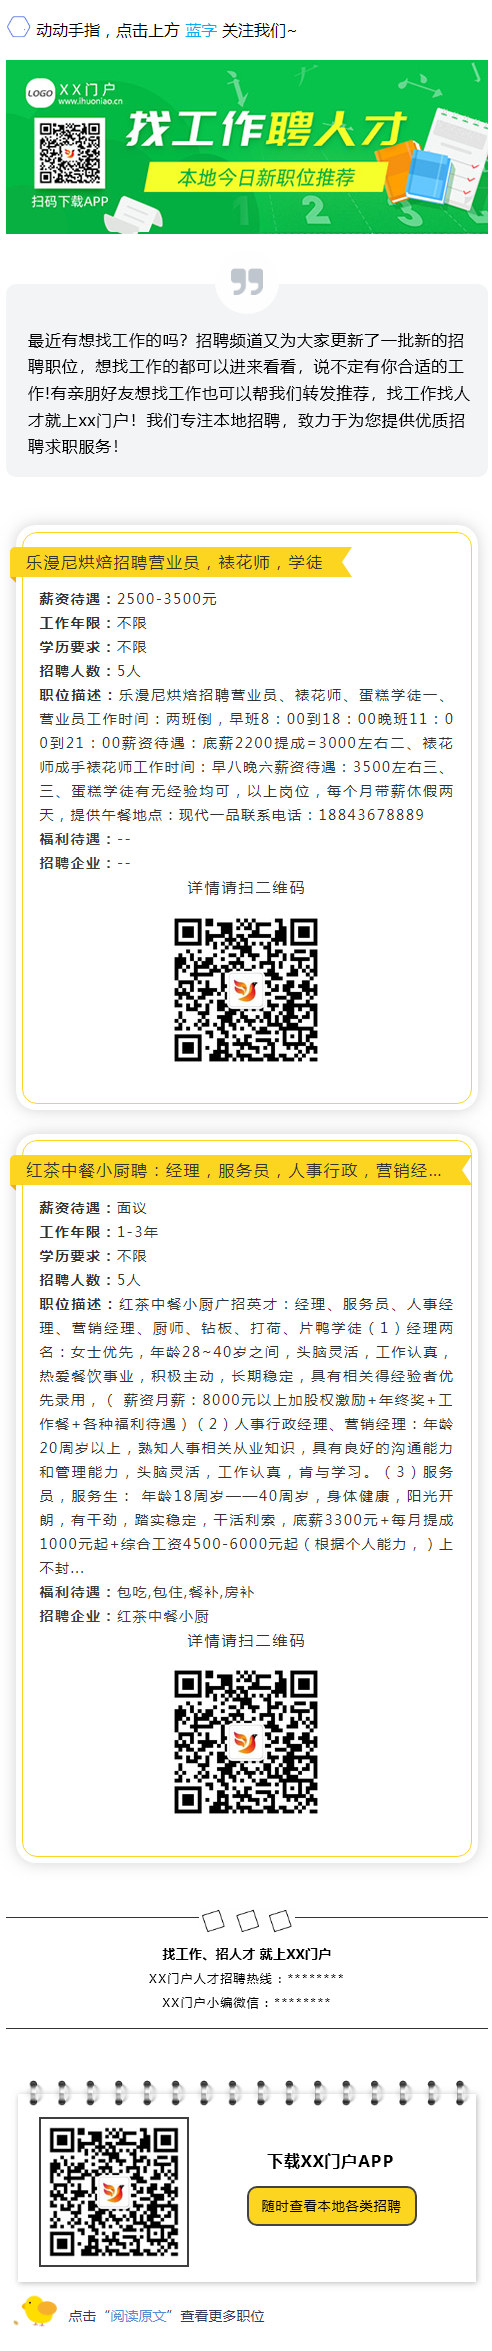 动动手指，点击上方 蓝字 关注我们~
LOGO XX门户
www.ihuoniao.cn
扫码下载APP
找工作聘人才
本地今日新职位推荐
最近有想找工作的吗？招聘频道又为大家更新了一批新的招
聘职位，想找工作的都可以进来看看，说不定有你合适的工
作!有亲朋好友想找工作也可以帮我们转发推荐，找工作找人
才就上xx门户！我们专注本地招聘，致力于为您提供优质招
聘求职服务！
乐漫尼烘焙招聘营业员，裱花师，学徒
薪资待遇：2500-3500元
工作年限：不限
学历要求：不限
招聘人数：5人
职位描述：乐漫尼烘焙招聘营业员、裱花师、蛋糕学徒一、
营业员工作时间：两班倒，早班8：00到18：00晚班11：0
0到21：00薪资待遇：底薪2200提成=3000左右二、裱花
师成手裱花师工作时间：早八晚六薪资待遇：3500左右三、
三、蛋糕学徒有无经验均可，以上岗位，每个月带薪休假两
天，提供午餐地点：现代一品联系电话：18843678889
福利待遇：--
招聘企业：--
详情请扫二维码
红茶中餐小厨聘：经理，服务员，人事行政，营销经...
薪资待遇：面议
工作年限：1-3年
学历要求：不限
招聘人数：5人
职位描述：红茶中餐小厨广招英才：经理、服务员、人事经
理、营销经理、厨师、钻板、打荷、片鸭学徒（1）经理两
名：女士优先，年龄28~40岁之间，头脑灵活，工作认真，
热爱餐饮事业，积极主动，长期稳定，具有相关得经验者优
先录用，（ 薪资月薪：8000元以上加股权激励+年终奖+工
作餐+各种福利待遇）（2）人事行政经理、营销经理：年龄
20周岁以上，熟知人事相关从业知识，具有良好的沟通能力
和管理能力，头脑灵活，工作认真，肯与学习。（3）服务
员，服务生： 年龄18周岁——40周岁，身体健康，阳光开
朗，有干劲，踏实稳定，干活利索，底薪3300元+每月提成
1000元起+综合工资4500-6000元起（根据个人能力，）上
不封...
福利待遇：包吃,包住,餐补,房补
招聘企业：红茶中餐小厨
详情请扫二维码
找工作、招人才 就上XX门户
XX门户人才招聘热线：********
XX门户小编微信：********
下载XX门户APP
随时查看本地各类招聘
点击“阅读原文”查看更多职位